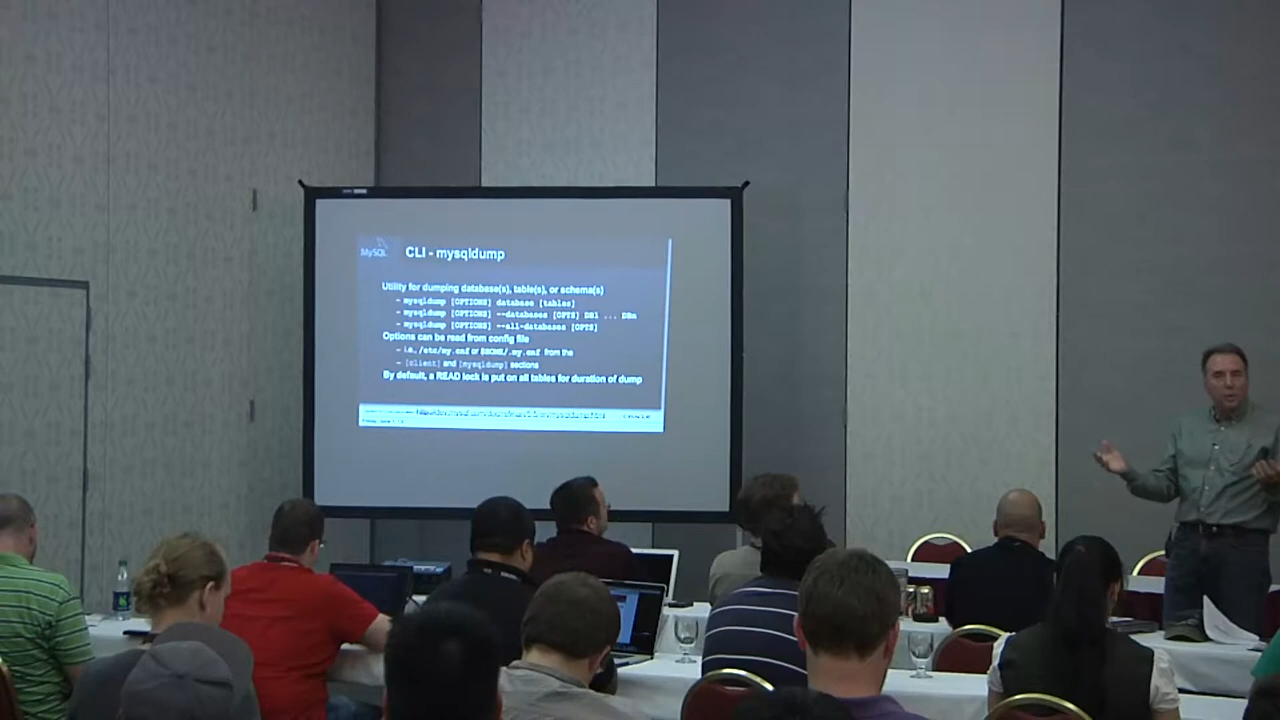 MySQL
CLI - mysqldump
Utility for dumping database(s), table(s), or schema(s)
– mysqldump [OPTIONS] database [tables]
– mysqldump [OPTIONS] --databases [OPTS] DB1 ... DBn
– mysqldump [OPTIONS] --all-databases [OPTS]
Options can be read from config file
– i.e., /etc/my.cnf or $HOME/.my.cnf from the
– [client] and [mysqldump] sections
By default, a READ lock is put on all tables for duration of dump